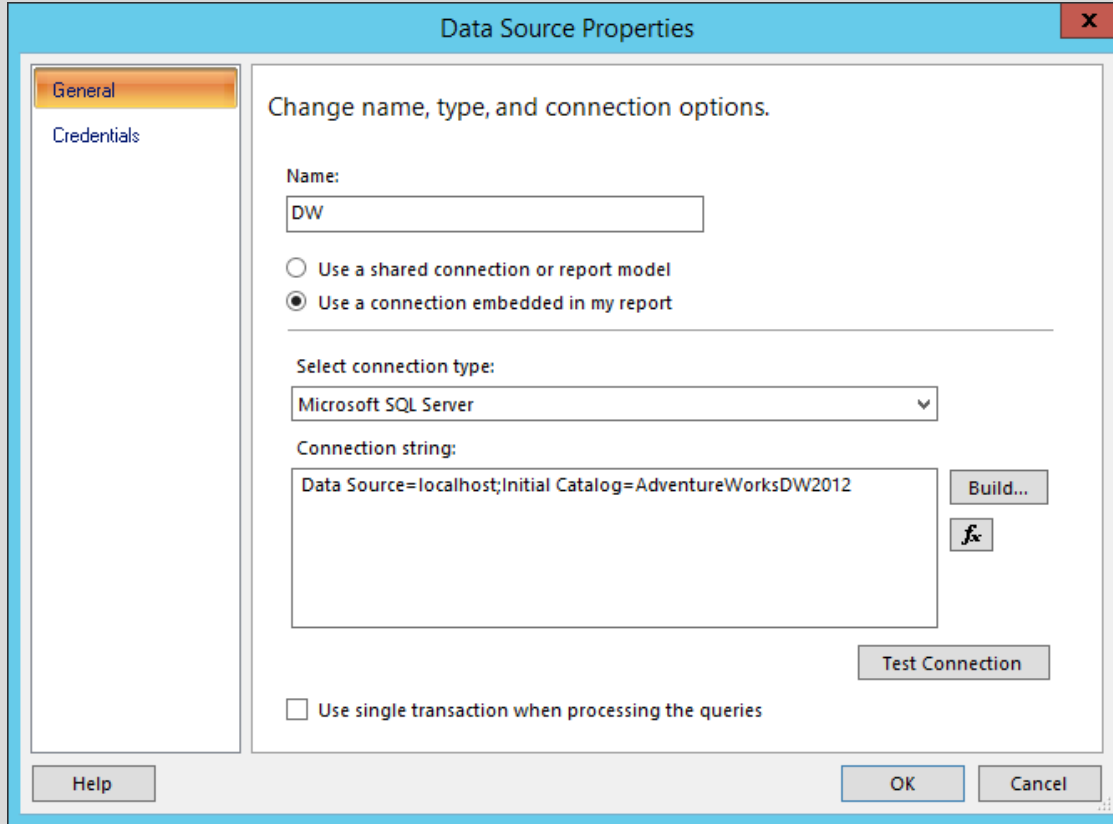 Data Source Properties
x
General
Credentials
Change name, type, and connection options.
Name:
DW
Use a shared connection or report model
Use a connection embedded in my report
Select connection type:
Microsoft SQL Server
Connection string:
Data Source=localhost;Initial Catalog=AdventureWorksDW2012
Build...
fx
Test Connection
Use single transaction when processing the queries
Help
OK
Cancel